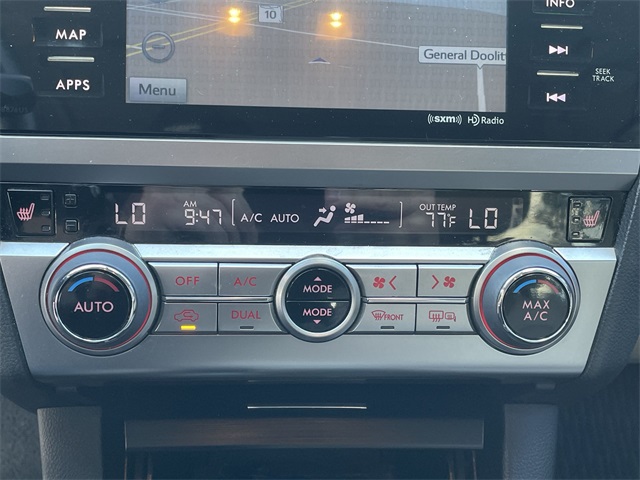 INFO
MAP
10
General Doolit
APPS
Menu
SEEK
TRACK
((sxm)) HD Radio
LO AM 9:47 A/C AUTO OUT TEMP 77°F LO
OFF A/C MODE
AUTO MAX A/C
DUAL MODE FRONT